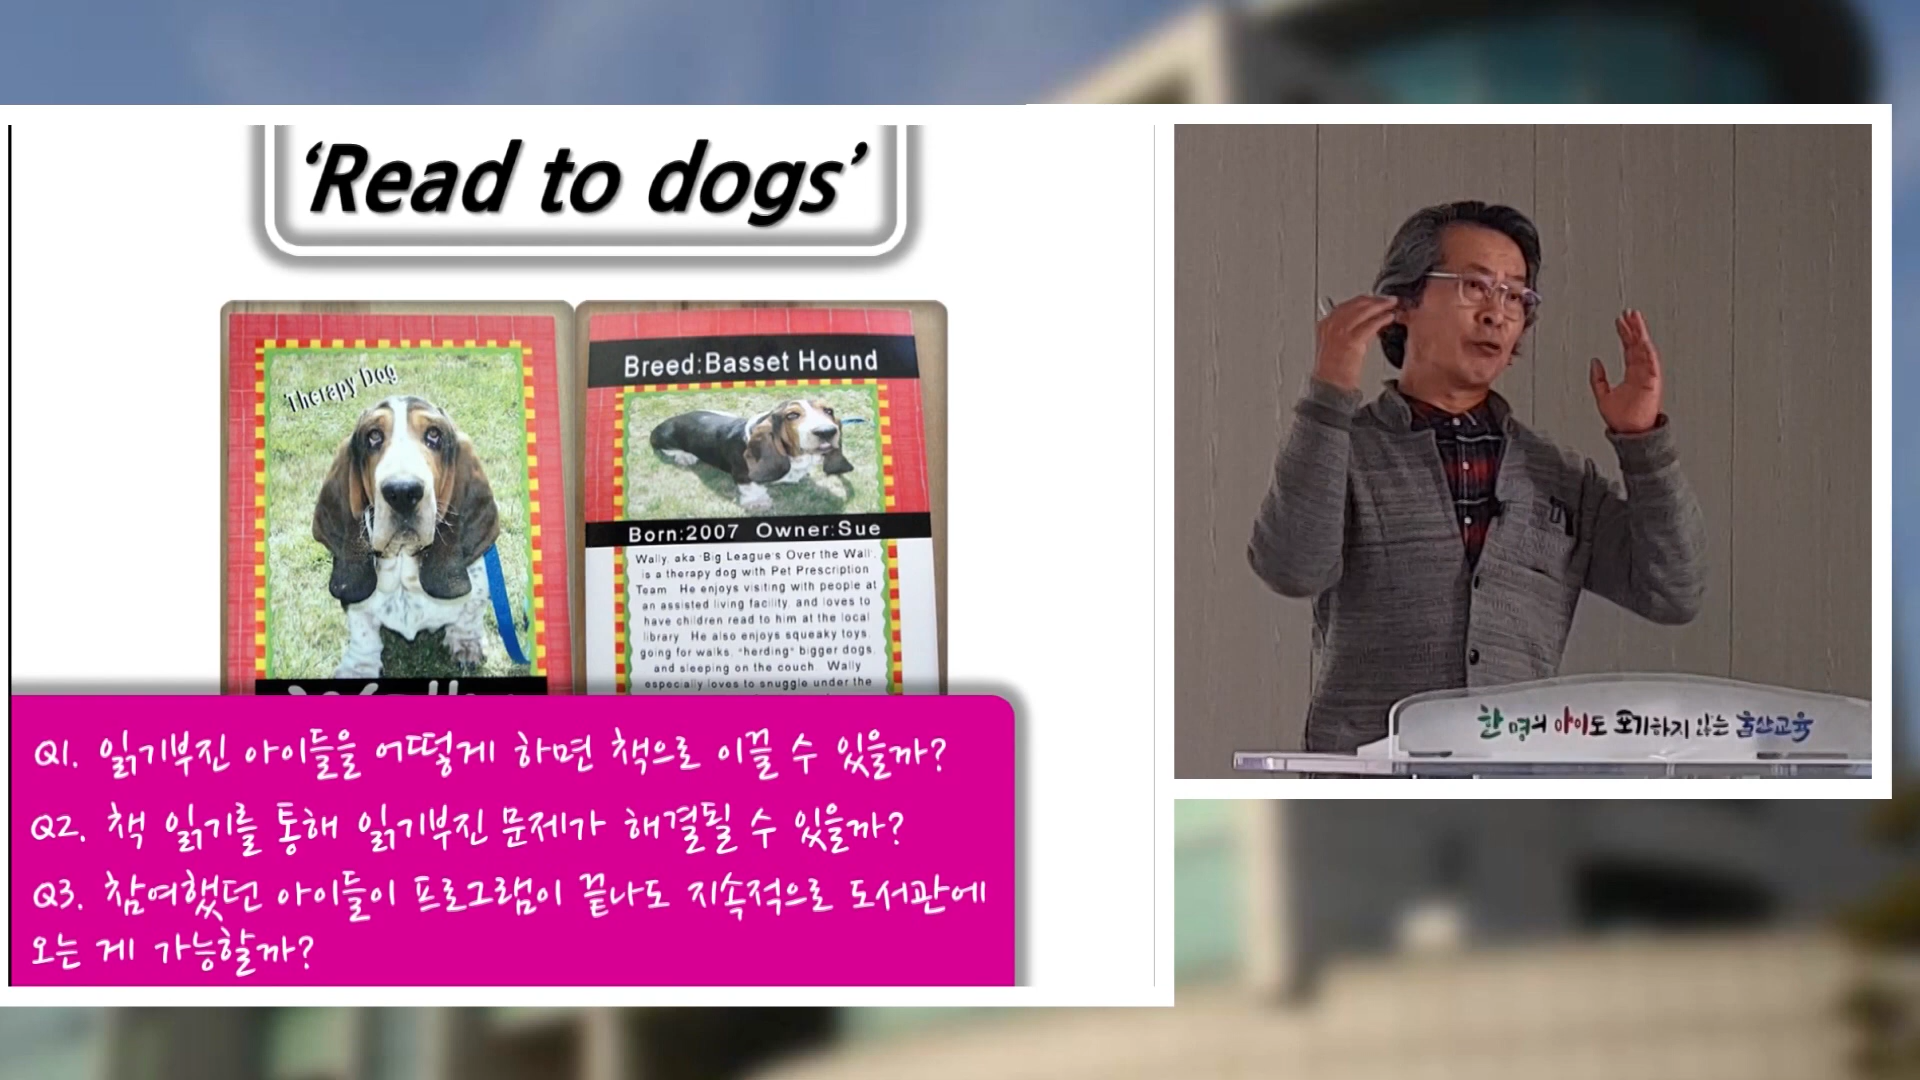 ‘Read to dogs’
Therapy Dog
Breed:Basset Hound
Born:2007 Owner:Sue
Wally, aka "Big League's Over the Wall",
is a therapy dog with Pet Prescription
Team. He enjoys visiting with people at
an assisted living facility, and loves to
have children read to him at the local
library. He also enjoys squeaky toys,
going for walks, "herding" bigger dogs,
and sleeping on the couch. Wally
especially loves to snuggle under the
Q1. 읽기부진 아이들을 어떻게 하면 책으로 이끌 수 있을까?
Q2. 책 읽기를 통해 읽기부진 문제가 해결될 수 있을까?
Q3. 참여했던 아이들이 프로그램이 끝나도 지속적으로 도서관에
오는 게 가능할까?
한 명의 아이도 포기하지 않는 울산교육